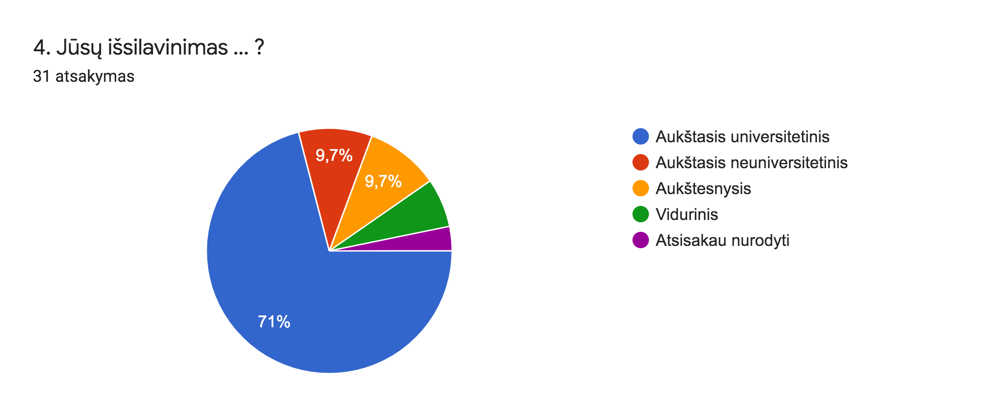 4. Jūsų išsilavinimas ... ?
31 atsakymas
9,7%
9,7%
71%
Aukštasis universitetinis
Aukštasis neuniversitetinis
Aukštesnysis
Vidurinis
Atsisakau nurodyti